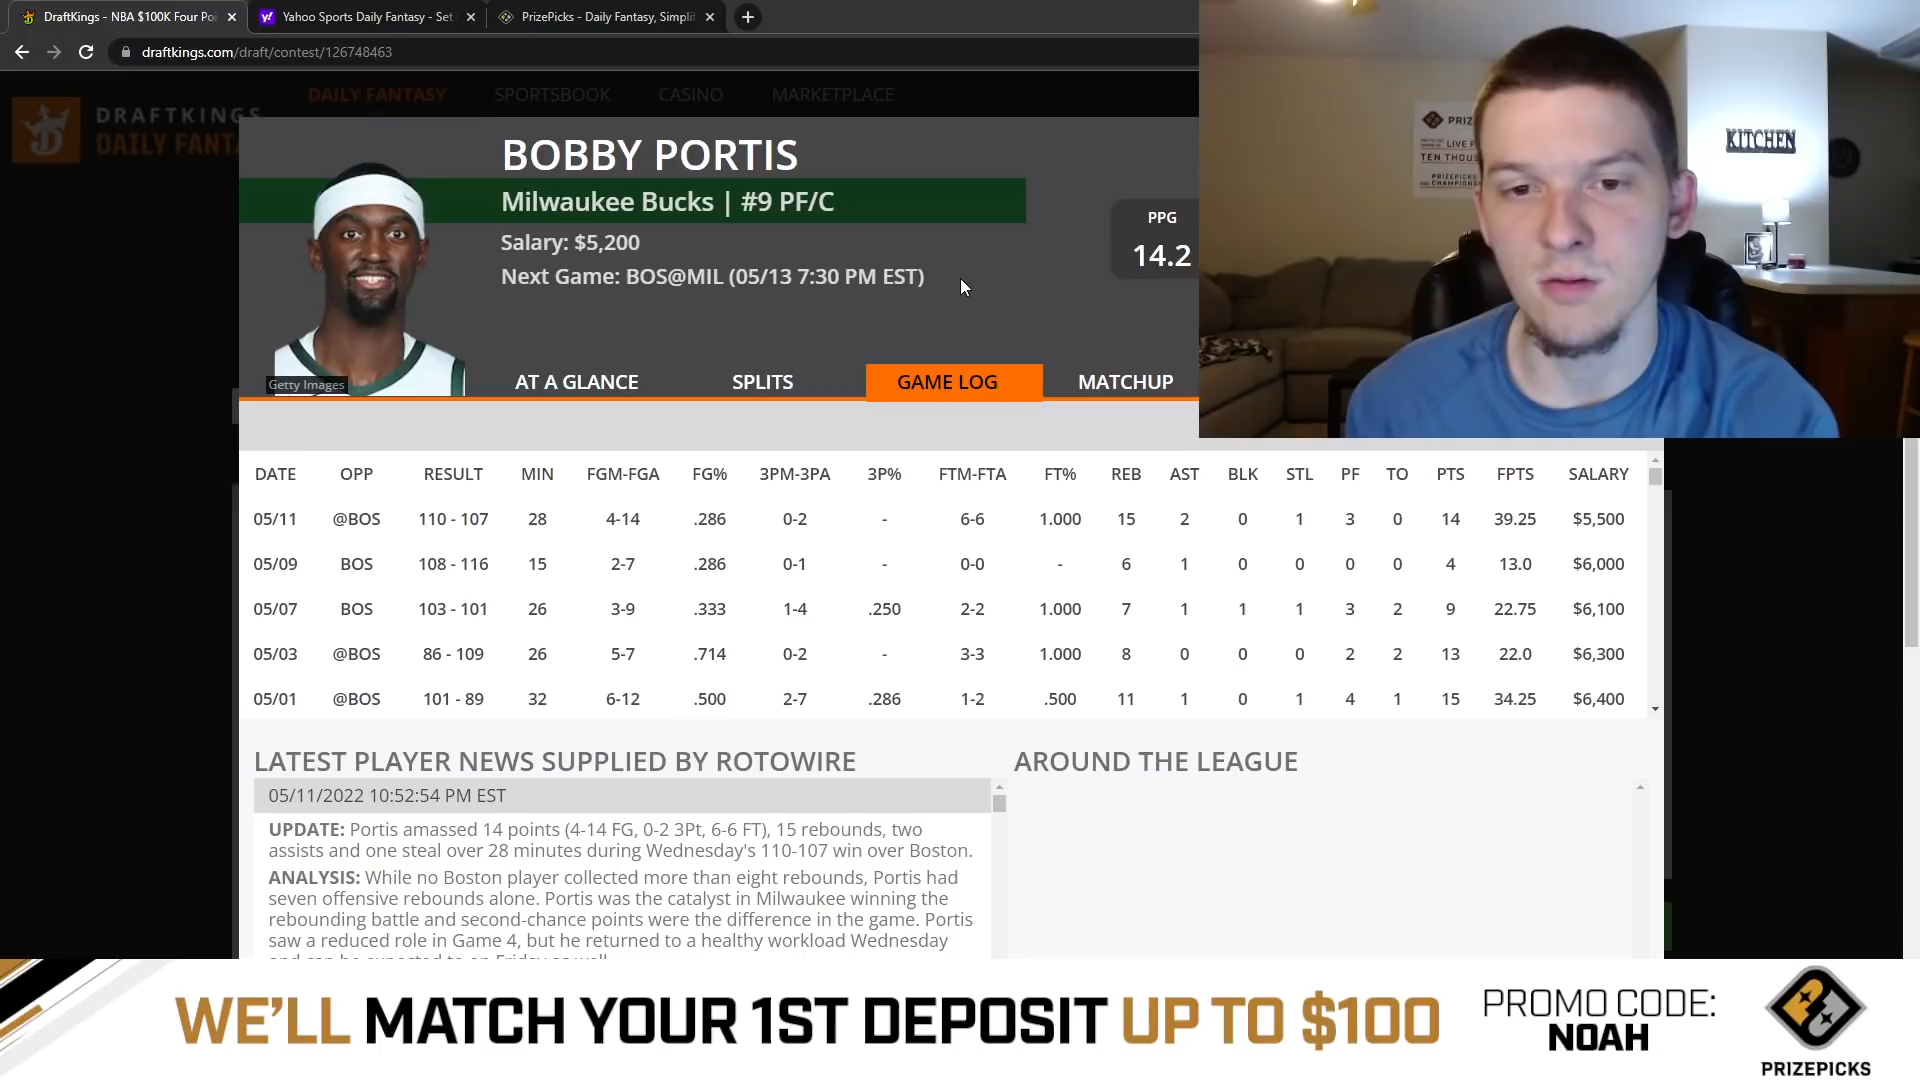 DraftKings - NBA $100K Four Poi
Yahoo Sports Daily Fantasy - Set
PrizePicks - Daily Fantasy, Simplifi
draftkings.com/draft/contest/126748463
DRAFTKINGS
DAILY FANTA
DAILY FANTASY SPORTSBOOK CASINO MARKETPLACE
BOBBY PORTIS
Milwaukee Bucks | #9 PF/C
Salary: $5,200
Next Game: BOS@MIL (05/13 7:30 PM EST)
PPG
14.2
Getty Images
AT A GLANCE SPLITS GAME LOG MATCHUP
PRIZ
LIVE F
TEN THOUS
PRIZEPICKS
CHAMPIONS
KITCHEN
DATE OPP RESULT MIN FGM-FGA FG% 3PM-3PA 3P% FTM-FTA FT% REB AST BLK STL PF TO PTS FPTS SALARY
05/11 @BOS 110 - 107 28 4-14 .286 0-2 - 6-6 1.000 15 2 0 1 3 0 14 39.25 $5,500
05/09 BOS 108 - 116 15 2-7 .286 0-1 - 0-0 - 6 1 0 0 0 0 4 13.0 $6,000
05/07 BOS 103 - 101 26 3-9 .333 1-4 .250 2-2 1.000 7 1 1 1 3 2 9 22.75 $6,100
05/03 @BOS 86 - 109 26 5-7 .714 0-2 - 3-3 1.000 8 0 0 0 2 2 13 22.0 $6,300
05/01 @BOS 101 - 89 32 6-12 .500 2-7 .286 1-2 .500 11 1 0 1 4 1 15 34.25 $6,400
LATEST PLAYER NEWS SUPPLIED BY ROTOWIRE
05/11/2022 10:52:54 PM EST
UPDATE: Portis amassed 14 points (4-14 FG, 0-2 3Pt, 6-6 FT), 15 rebounds, two
assists and one steal over 28 minutes during Wednesday's 110-107 win over Boston.
ANALYSIS: While no Boston player collected more than eight rebounds, Portis had
seven offensive rebounds alone. Portis was the catalyst in Milwaukee winning the
rebounding battle and second-chance points were the difference in the game. Portis
saw a reduced role in Game 4, but he returned to a healthy workload Wednesday
AROUND THE LEAGUE
WE'LL MATCH YOUR 1ST DEPOSIT UP TO $100
PROMO CODE:
NOAH
PRIZEPICKS